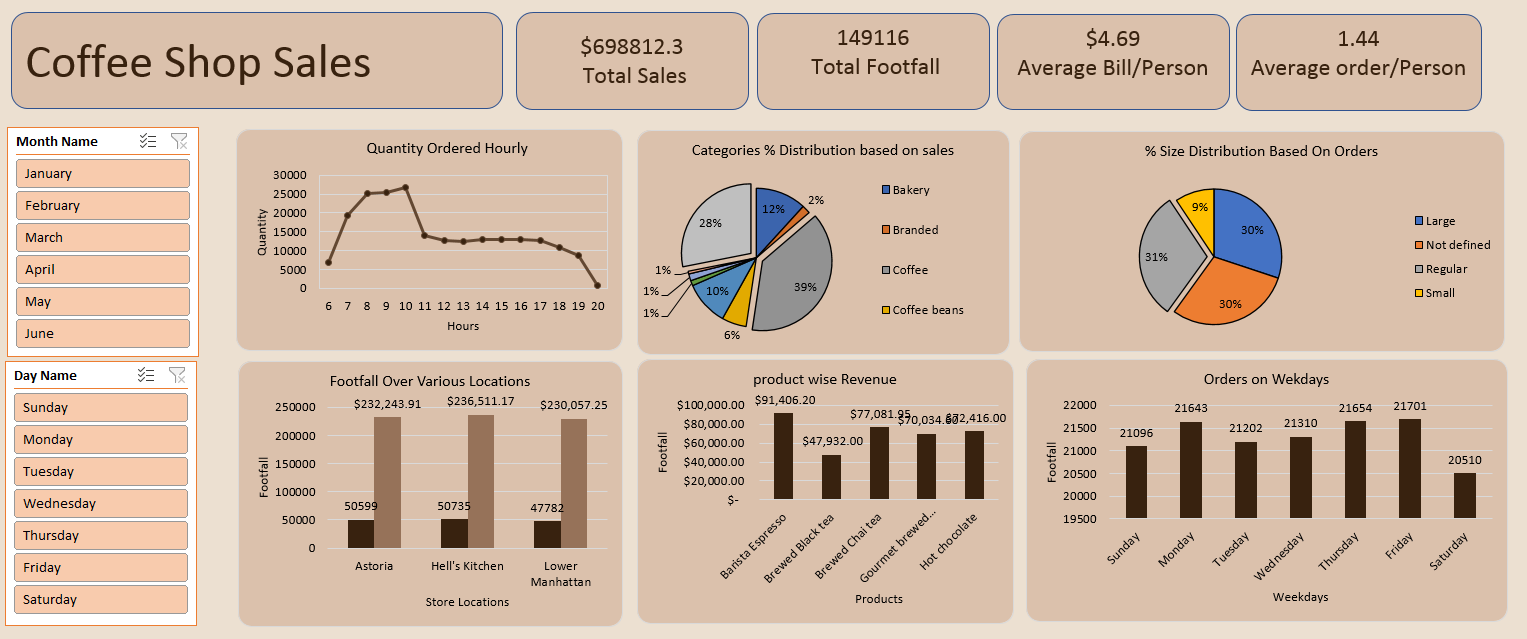 Coffee Shop Sales
$698812.3
Total Sales
149116
Total Footfall
$4.69
Average Bill/Person
1.44
Average order/Person
Month Name
January
February
March
April
May
June
Day Name
Sunday
Monday
Tuesday
Wednesday
Thursday
Friday
Saturday
Quantity Ordered Hourly
30000
25000
20000
15000
10000
5000
0
Quantity
6 7 8 9 10 11 12 13 14 15 16 17 18 19 20
Hours
Categories % Distribution based on sales
12%
2%
39%
6%
10%
1%
1%
1%
28%
Bakery
Branded
Coffee
Coffee beans
% Size Distribution Based On Orders
30%
30%
31%
9%
Large
Not defined
Regular
Small
Footfall Over Various Locations
250000
200000
150000
100000
50000
0
Footfall
$232,243.91
$236,511.17
$230,057.25
50599
50735
47782
Astoria
Hell's Kitchen
Lower
Manhattan
Store Locations
product wise Revenue
$100,000.00
$80,000.00
$60,000.00
$40,000.00
$20,000.00
$-
Footfall
$91,406.20
$47,932.00
$77,081.95
$70,034.60
$72,416.00
Barista Espresso
Brewed Black tea
Brewed Chai tea
Gourmet brewed...
Hot chocolate
Products
Orders on Wekdays
22000
21500
21000
20500
20000
19500
Footfall
21096
21643
21202
21310
21654
21701
20510
Sunday
Monday
Tuesday
Wednesday
Thursday
Friday
Saturday
Weekdays